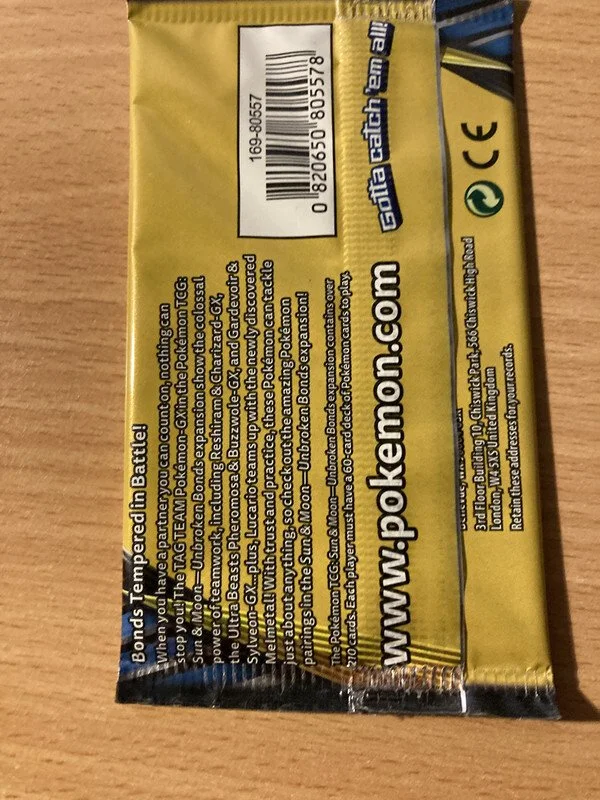 Bonds Tempered in Battle!
When you have a partner you can count on, nothing can
stop you! The TAG TEAM Pokémon-GX in the Pokémon TCG:
Sun & Moon—Unbroken Bonds expansion show the colossal
power of teamwork, including Reshiram & Charizard-GX,
the Ultra Beasts Pheromosa & Buzzwole-GX, and Gardevoir &
Sylveon-GX...plus, Lucario teams up with the newly discovered
Melmetal! With trust and practice, these Pokémon can tackle
just about anything, so check out the amazing Pokémon
pairings in the Sun & Moon—Unbroken Bonds expansion!
The Pokémon TCG: Sun & Moon—Unbroken Bonds expansion contains over
210 cards. Each player must have a 60-card deck of Pokémon cards to play.
www.pokemon.com
169-80557
0 820650 805578
Gotta catch 'em all!
3rd Floor Building 10, Chiswick Park, 566 Chiswick High Road
London, W4 5XS United Kingdom
Retain these addresses for your records.
CE